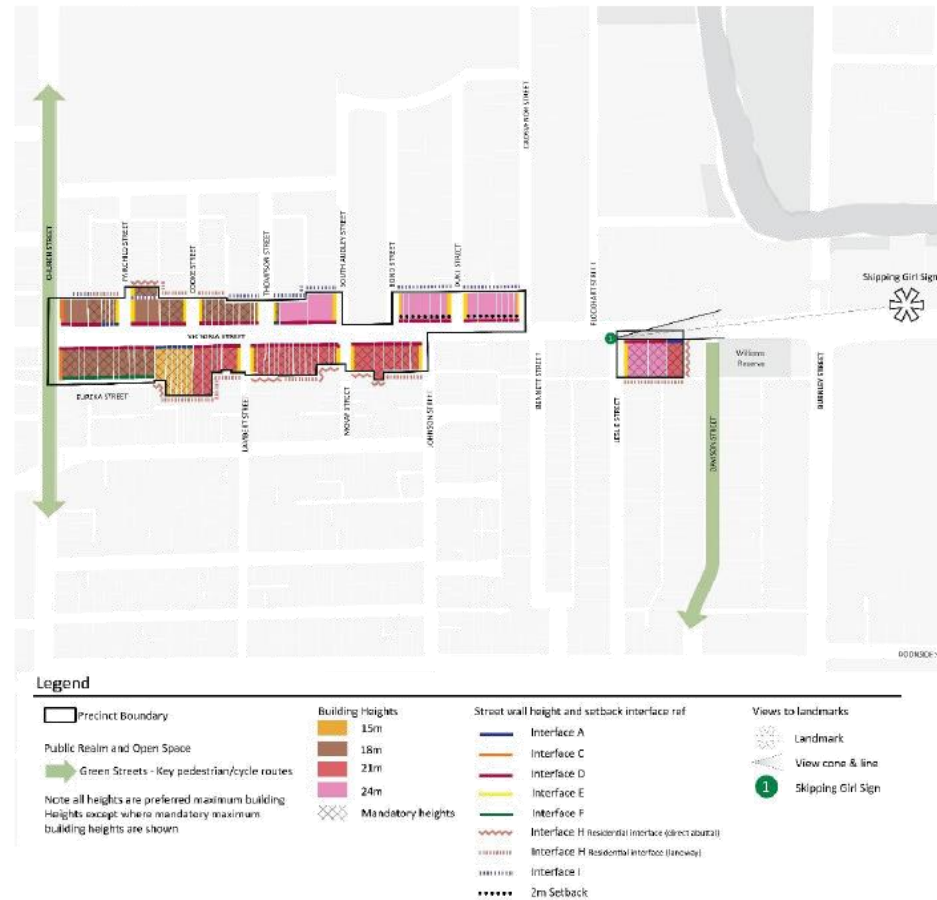 CHURCH STREET
FAIRCHILD STREET
COOKE STREET
THOMPSON STREET
SOUTH AUDLEY STREET
BOND STREET
DUKE STREET
GROSVENOR STREET
FLOCKHART STREET
Skipping Girl Sign
VICTORIA STREET
1
Williams
Reserve
EUREKA STREET
LAMBERT STREET
JOHNSON STREET
BENNETT STREET
LESLIE STREET
DAVISON STREET
BURNLEY STREET
Legend
Precinct Boundary
Public Realm and Open Space
Green Streets - Key pedestrian/cycle routes
Note all heights are preferred maximum building
Heights except where mandatory maximum
building heights are shown
Building Heights
15m
18m
21m
24m
Mandatory heights
Street wall height and setback interface ref
Interface A
Interface C
Interface D
Interface E
Interface F
Interface H Residential interface (direct abuttal)
Interface H Residential interface (laneway)
Interface I
2m Setback
Views to landmarks
Landmark
View cone & line
1 Skipping Girl Sign